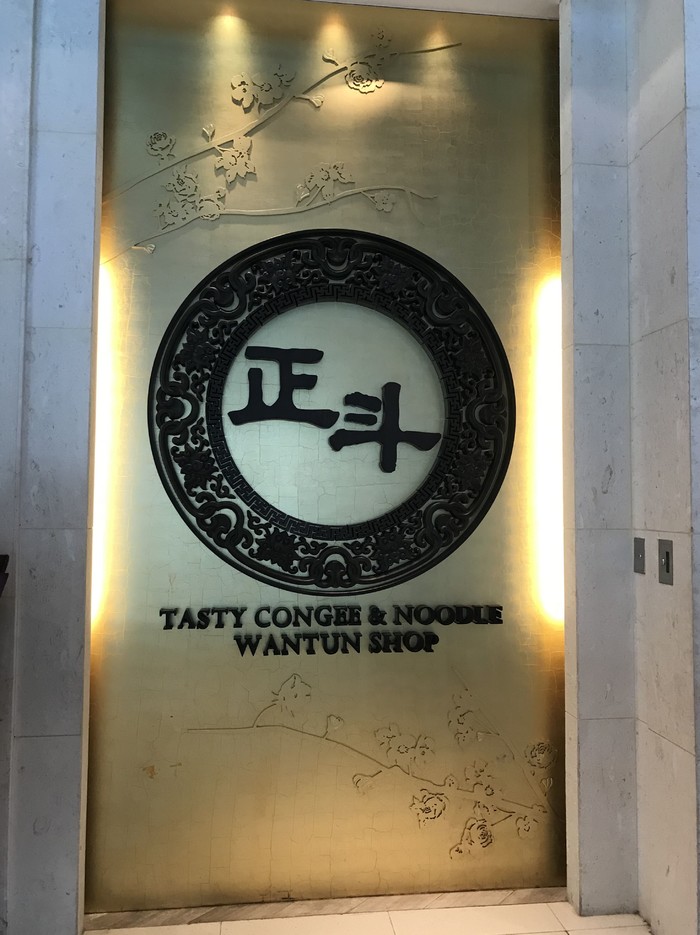 正斗
TASTY CONGEE & NOODLE
WANTUN SHOP